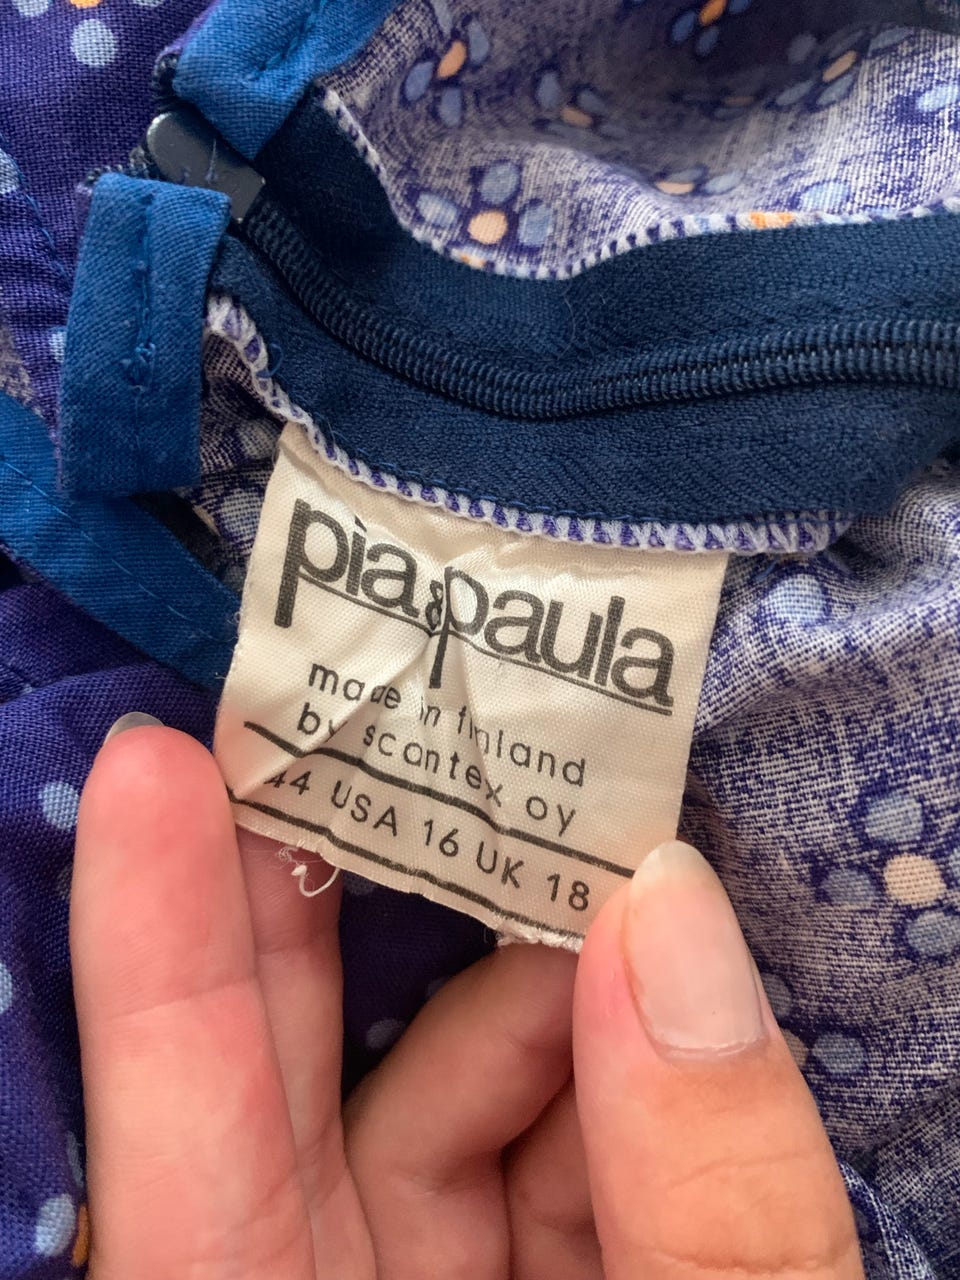 pia&paula
made in finland
by scantex oy
44 USA 16 UK 18